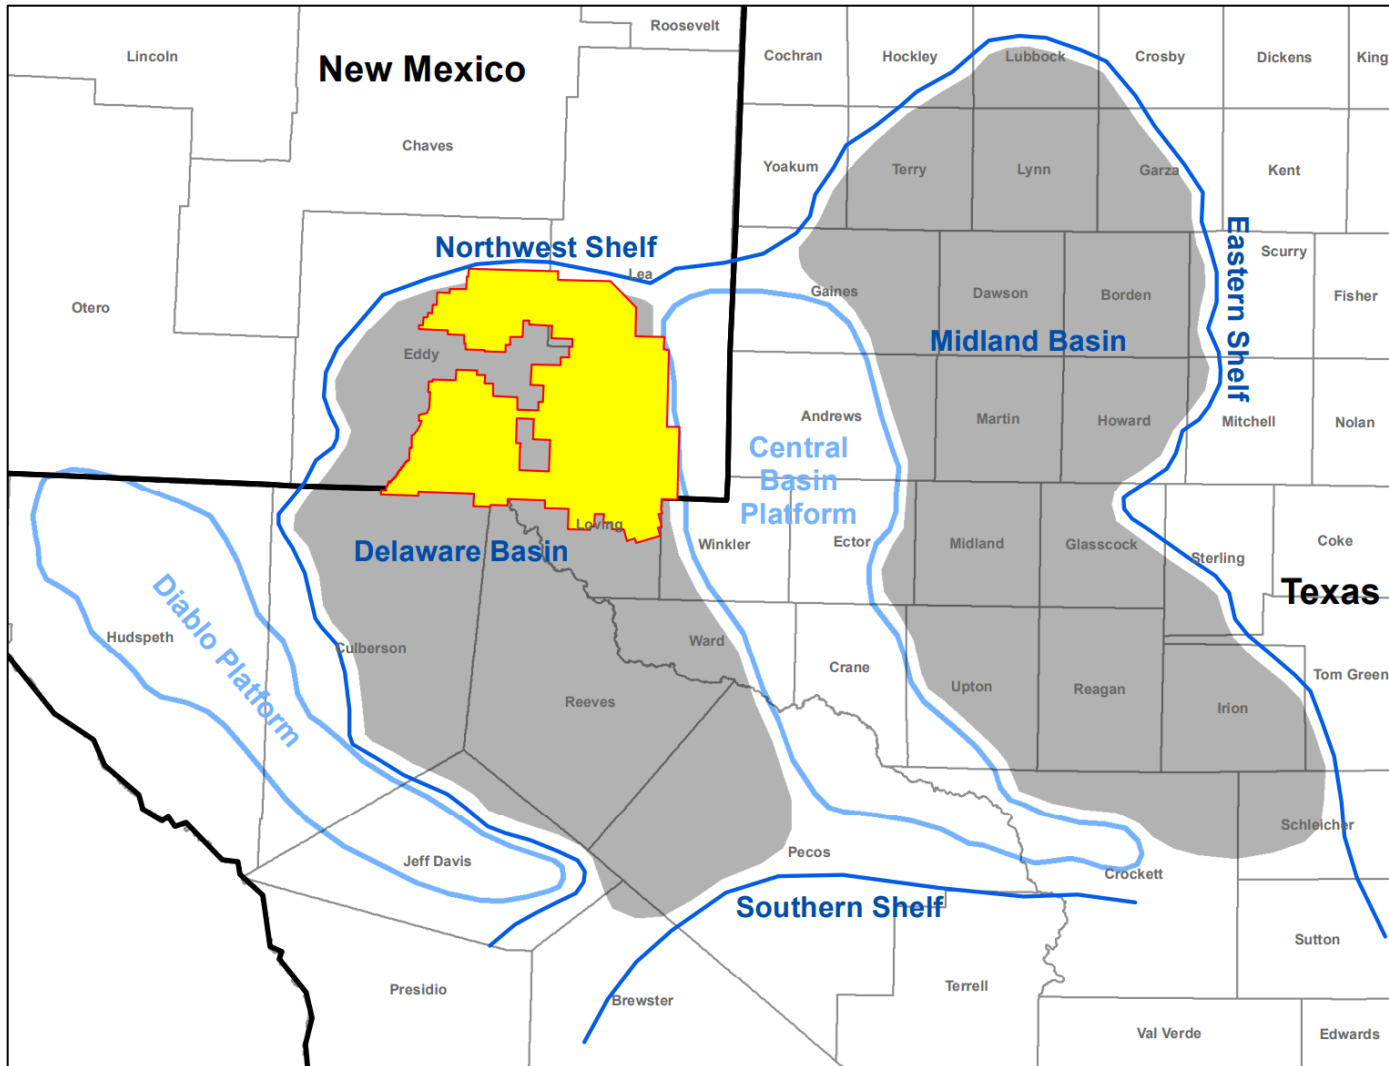 Roosevelt
Lincoln
New Mexico
Cochran
Hockley
Lubbock
Crosby
Dickens
King
Chaves
Yoakum
Terry
Lynn
Garza
Kent
Northwest Shelf
Lea
Eastern Shelf
Scurry
Otero
Gaines
Dawson
Borden
Fisher
Eddy
Midland Basin
Andrews
Martin
Howard
Mitchell
Nolan
Central
Basin
Platform
Loving
Delaware Basin
Winkler
Ector
Midland
Glasscock
Sterling
Coke
Texas
Diablo Platform
Hudspeth
Culberson
Ward
Crane
Upton
Reagan
Irion
Tom Green
Reeves
Schleicher
Jeff Davis
Pecos
Crockett
Southern Shelf
Sutton
Presidio
Brewster
Terrell
Val Verde
Edwards